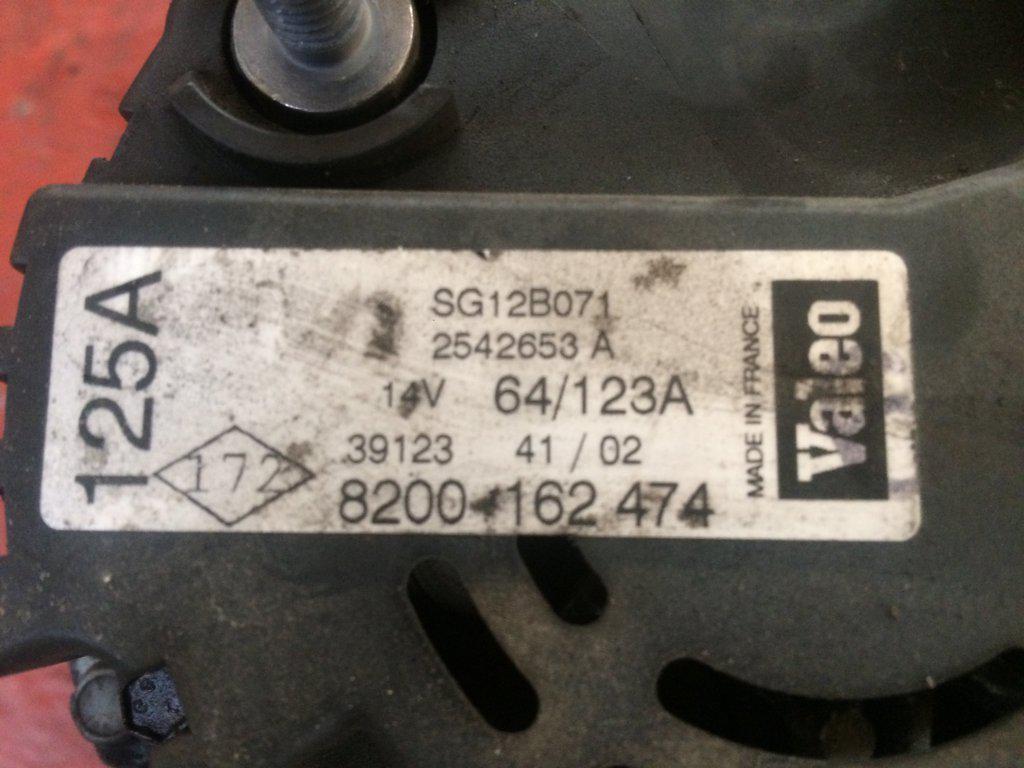 125A
172
SG12B071
2542653 A
14V 64/123A
39123 41 / 02
8200 162 474
MADE IN FRANCE
Valeo